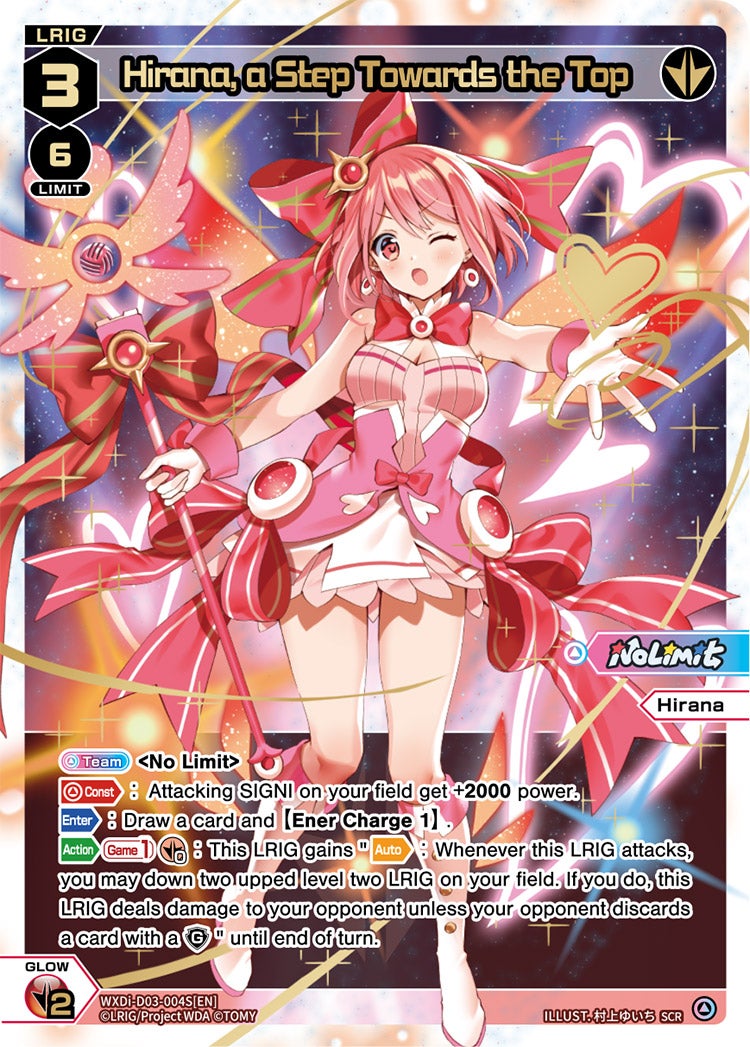 LRIG
3
Hirana, a Step Towards the Top
6
LIMIT
NoLimit
Hirana
Team <No Limit>
Const : Attacking SIGNI on your field get +2000 power.
Enter : Draw a card and 【Ener Charge 1】.
Action Game 1 0 : This LRIG gains " Auto : Whenever this LRIG attacks,
you may down two upped level two LRIG on your field. If you do, this
LRIG deals damage to your opponent unless your opponent discards
a card with a G " until end of turn.
GLOW
2
WXDi-D03-004S[EN]
©LRIG/Project WDA ©TOMY
ILLUST. 村上ゆいち SCR